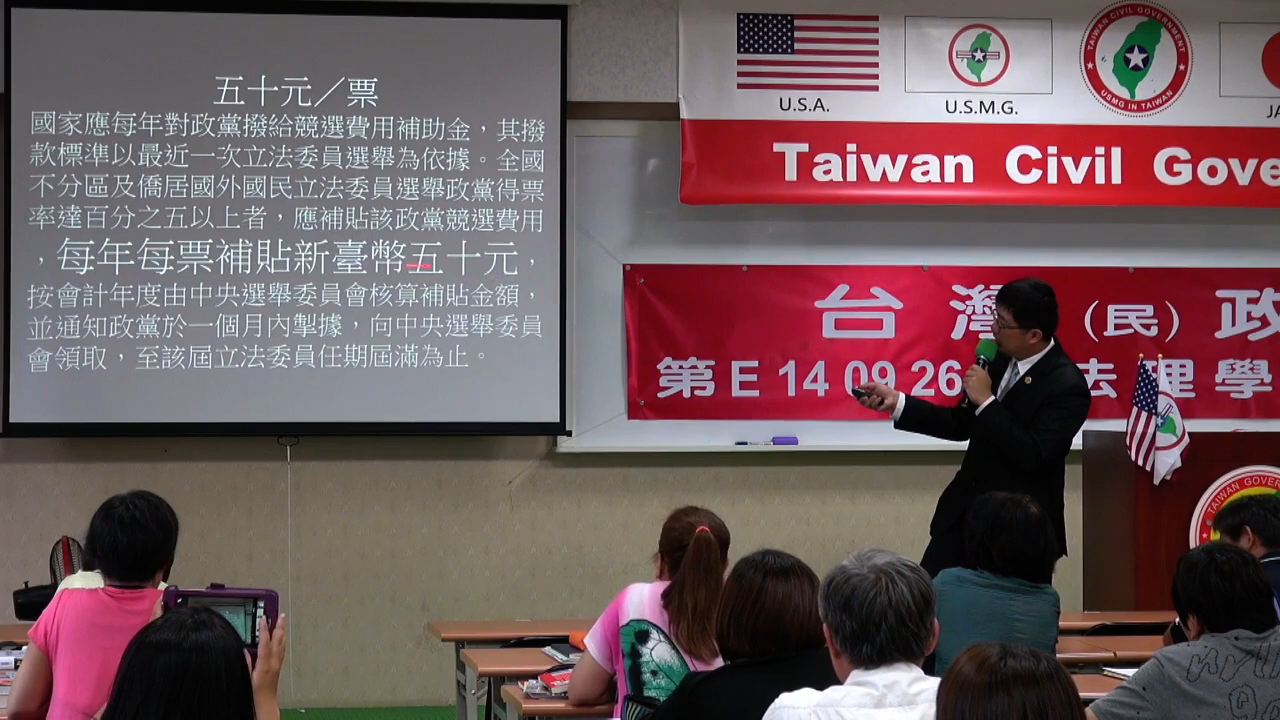 五十元／票
國家應每年對政黨撥給競選費用補助金，其撥
款標準以最近一次立法委員選舉為依據。全國
不分區及僑居國外國民立法委員選舉政黨得票
率達百分之五以上者，應補貼該政黨競選費用
，每年每票補貼新臺幣五十元，
按會計年度由中央選舉委員會核算補貼金額，
並通知政黨於一個月內掣據，向中央選舉委員
會領取，至該屆立法委員任期屆滿為止。
U.S.A.
U.S.M.G.
TAIWAN CIVIL GOVERNMENT
USMG IN TAIWAN
JA
Taiwan Civil Gove
台灣（民）政
第E 14 09 26 法理學
TAIWAN GOVER